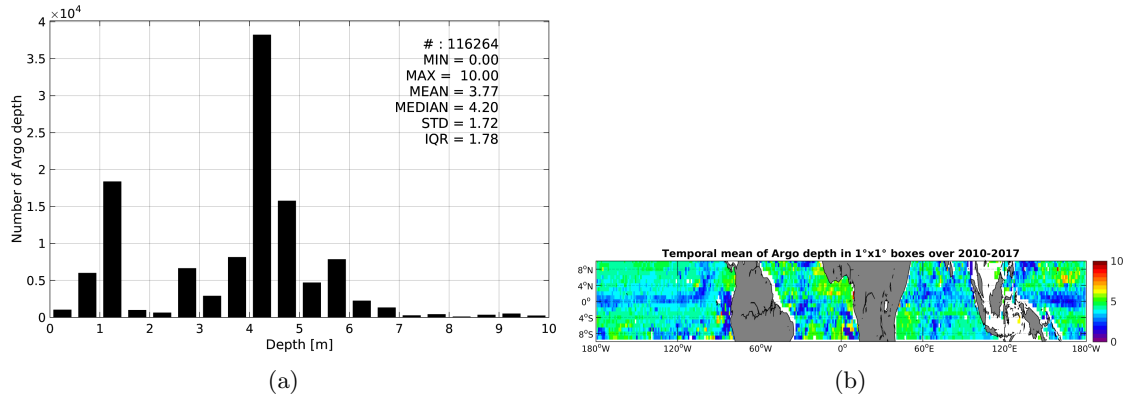 ×10⁴
4
3.5
3
2.5
2
1.5
1
0.5
0
Number of Argo depth
# : 116264
MIN = 0.00
MAX = 10.00
MEAN = 3.77
MEDIAN = 4.20
STD = 1.72
IQR = 1.78
0 1 2 3 4 5 6 7 8 9 10
Depth [m]
(a)
Temporal mean of Argo depth in 1°x1° boxes over 2010-2017
8°N
4°N
0°
4°S
8°S
180°W 120°W 60°W 0° 60°E 120°E 180°W
10
5
0
(b)